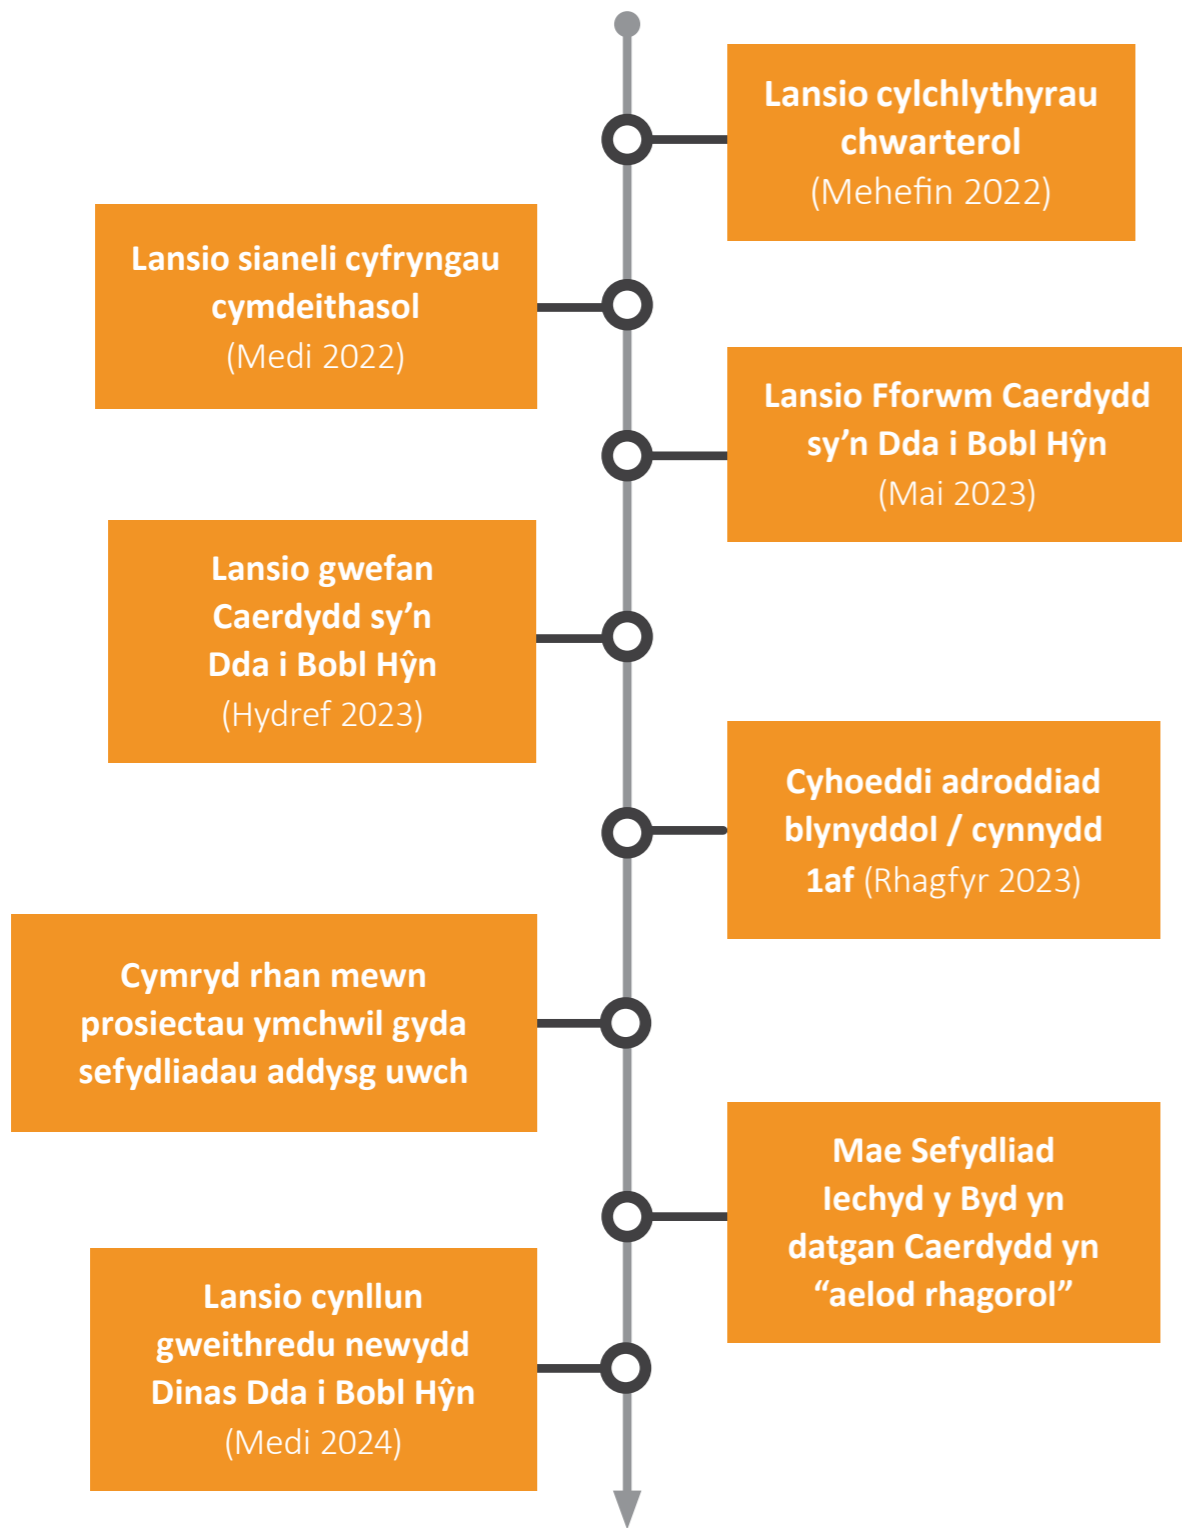 Lansio cylchlythyrau
chwarterol
(Mehefin 2022)
Lansio sianeli cyfryngau
cymdeithasol
(Medi 2022)
Lansio Fforwm Caerdydd
sy’n Dda i Bobl Hŷn
(Mai 2023)
Lansio gwefan
Caerdydd sy’n
Dda i Bobl Hŷn
(Hydref 2023)
Cyhoeddi adroddiad
blynyddol / cynnydd
1af (Rhagfyr 2023)
Cymryd rhan mewn
prosiectau ymchwil gyda
sefydliadau addysg uwch
Mae Sefydliad
Iechyd y Byd yn
datgan Caerdydd yn
“aelod rhagorol”
Lansio cynllun
gweithredu newydd
Dinas Dda i Bobl Hŷn
(Medi 2024)